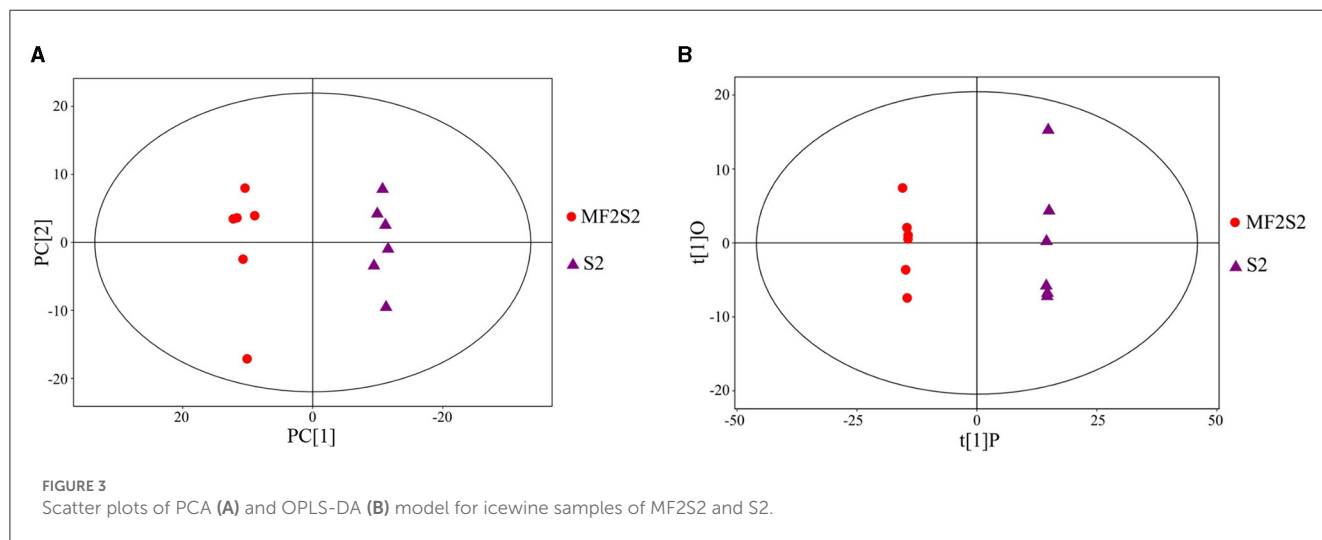 A
PC[2]
20
10
0
-10
-20
20
0
-20
PC[1]
MF2S2
S2
B
t[1]O
20
10
0
-10
-20
-50
-25
0
25
50
t[1]P
MF2S2
S2
FIGURE 3
Scatter plots of PCA (A) and OPLS-DA (B) model for icewine samples of MF2S2 and S2.